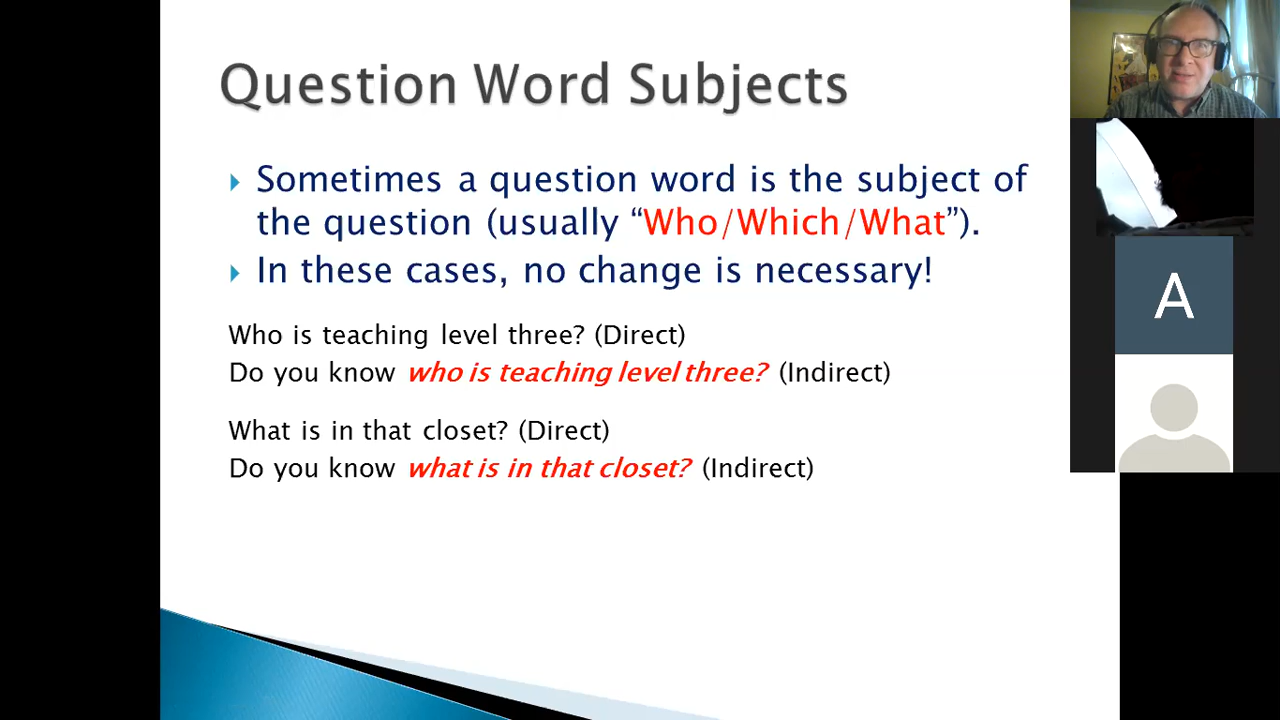 Question Word Subjects
Sometimes a question word is the subject of
the question (usually “Who/Which/What”).
In these cases, no change is necessary!
Who is teaching level three? (Direct)
Do you know who is teaching level three? (Indirect)
What is in that closet? (Direct)
Do you know what is in that closet? (Indirect)
A